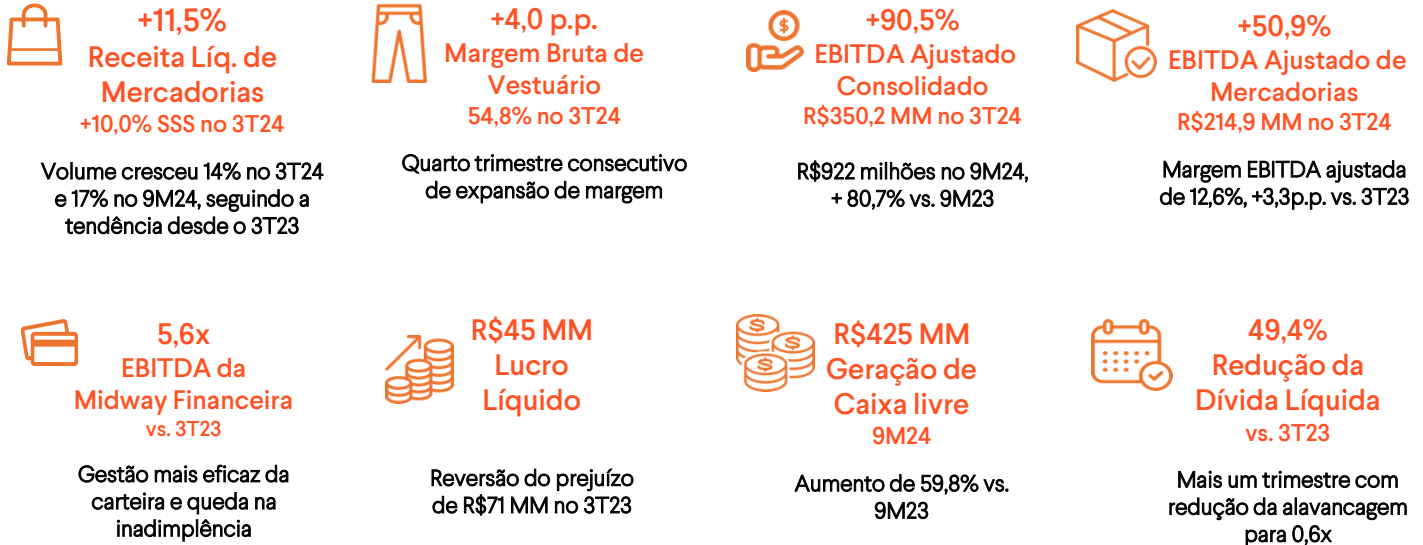 +11,5%
Receita Líq. de
Mercadorias
+10,0% SSS no 3T24
Volume cresceu 14% no 3T24
e 17% no 9M24, seguindo a
tendência desde o 3T23
+4,0 p.p.
Margem Bruta de
Vestuário
54,8% no 3T24
Quarto trimestre consecutivo
de expansão de margem
$
+90,5%
EBITDA Ajustado
Consolidado
R$350,2 MM no 3T24
R$922 milhões no 9M24,
+ 80,7% vs. 9M23
+50,9%
EBITDA Ajustado de
Mercadorias
R$214,9 MM no 3T24
Margem EBITDA ajustada
de 12,6%, +3,3p.p. vs. 3T23
5,6x
EBITDA da
Midway Financeira
vs. 3T23
Gestão mais eficaz da
carteira e queda na
inadimplência
R$45 MM
Lucro
Líquido
Reversão do prejuízo
de R$71 MM no 3T23
$
$
$
R$425 MM
Geração de
Caixa livre
9M24
Aumento de 59,8% vs.
9M23
49,4%
Redução da
Dívida Líquida
vs. 3T23
Mais um trimestre com
redução da alavancagem
para 0,6x